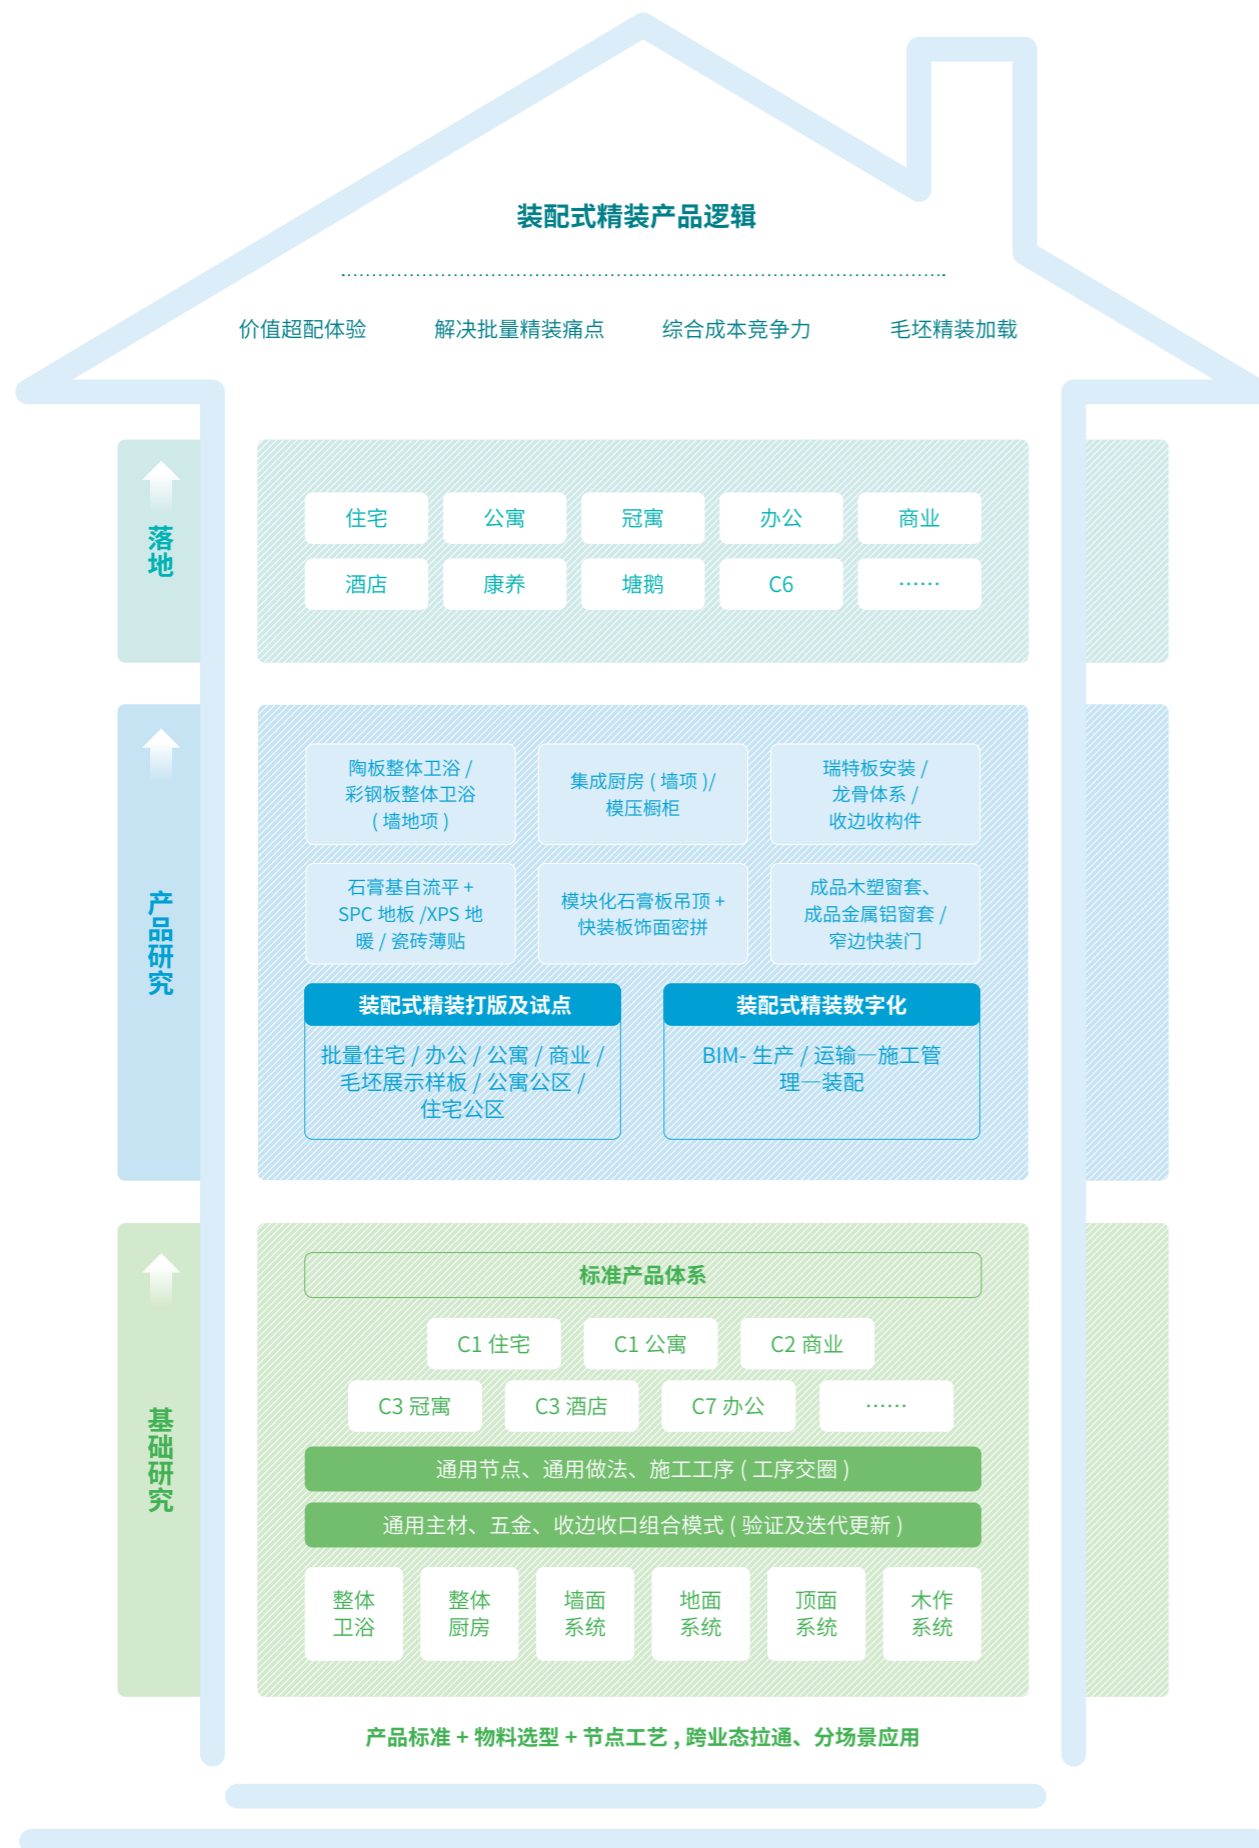 装配式精装产品逻辑
价值超配体验
解决批量精装痛点
综合成本竞争力
毛坯精装加载
落地
住宅
公寓
冠寓
办公
商业
酒店
康养
塘鹅
C6
……
产品研究
陶板整体卫浴 /
彩钢板整体卫浴
( 墙地项 )
集成厨房 ( 墙项 )/
模压橱柜
瑞特板安装 /
龙骨体系 /
收边收构件
石膏基自流平 +
SPC 地板 /XPS 地
暖 / 瓷砖薄贴
模块化石膏板吊顶 +
快装板饰面密拼
成品木塑窗套、
成品金属铝窗套 /
窄边快装门
装配式精装打版及试点
批量住宅 / 办公 / 公寓 / 商业 /
毛坯展示样板 / 公寓公区 /
住宅公区
装配式精装数字化
BIM- 生产 / 运输—施工管
理—装配
基础研究
标准产品体系
C1 住宅
C1 公寓
C2 商业
C3 冠寓
C3 酒店
C7 办公
……
通用节点、通用做法、施工工序 ( 工序交圈 )
通用主材、五金、收边收口组合模式 ( 验证及迭代更新 )
整体
卫浴
整体
厨房
墙面
系统
地面
系统
顶面
系统
木作
系统
产品标准 + 物料选型 + 节点工艺 , 跨业态拉通、分场景应用